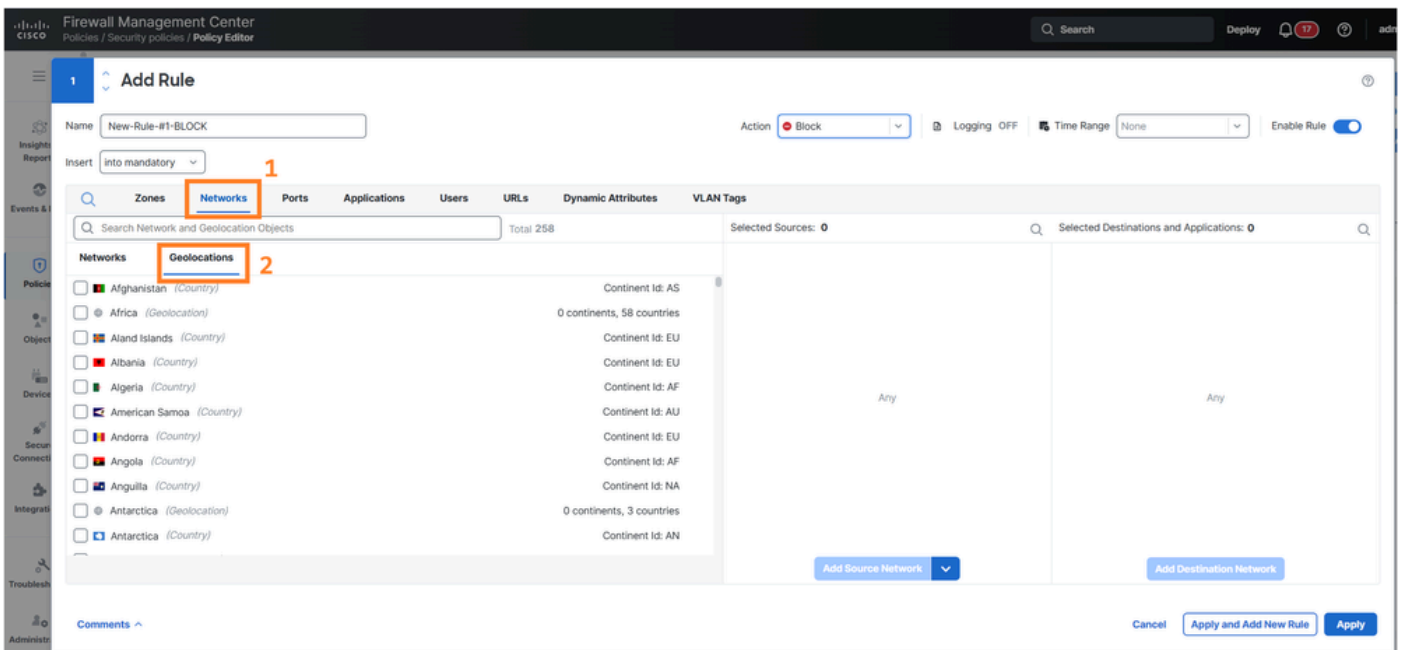 CISCO
Firewall Management Center
Policies / Security policies / Policy Editor
Search
Deploy
17
1
Add Rule
Name
New-Rule-#1-BLOCK
Action
Block
Logging OFF
Time Range
None
Enable Rule
Insert
into mandatory
1
Zones
Networks
Ports
Applications
Users
URLs
Dynamic Attributes
VLAN Tags
Search Network and Geolocation Objects
Total 258
Selected Sources: 0
Selected Destinations and Applications: 0
Networks
Geolocations
2
Afghanistan (Country) Continent Id: AS
Africa (Geolocation) 0 continents, 58 countries
Aland Islands (Country) Continent Id: EU
Albania (Country) Continent Id: EU
Algeria (Country) Continent Id: AF
American Samoa (Country) Continent Id: AU
Andorra (Country) Continent Id: EU
Angola (Country) Continent Id: AF
Anguilla (Country) Continent Id: NA
Antarctica (Geolocation) 0 continents, 3 countries
Antarctica (Country) Continent Id: AN
Any
Any
Add Source Network
Add Destination Network
Comments
Cancel
Apply and Add New Rule
Apply